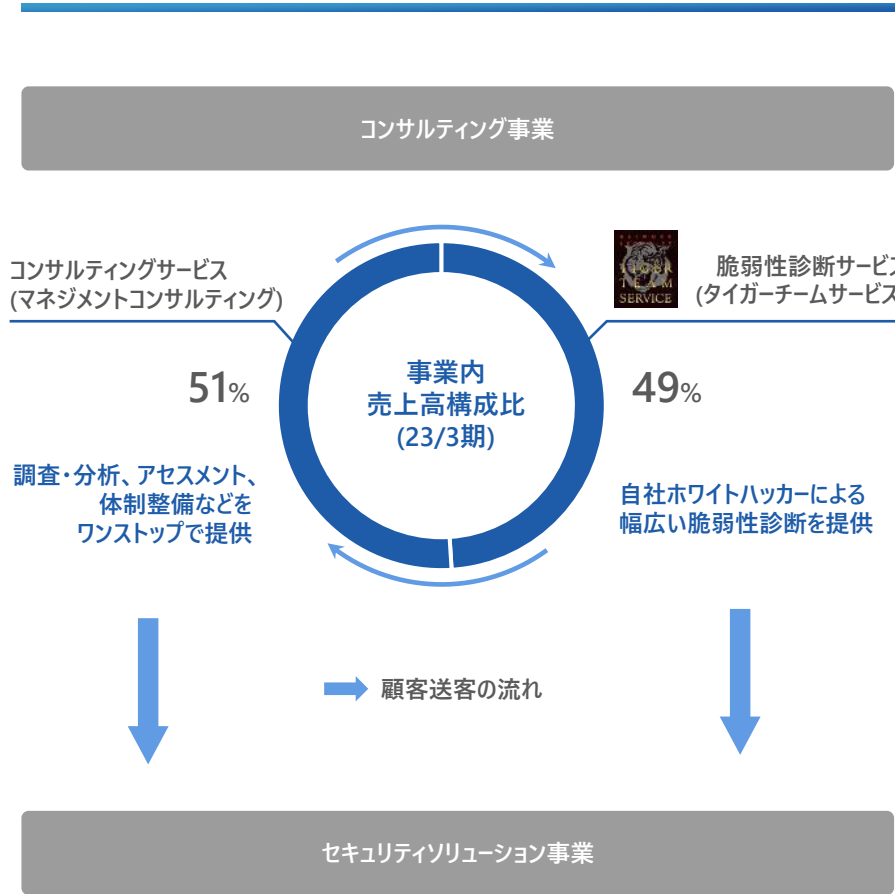 コンサルティング事業
コンサルティングサービス
(マネジメントコンサルティング)
51%
調査・分析、アセスメント、
体制整備などを
ワンストップで提供
事業内
売上高構成比
(23/3期)
TIGER
TEAM
SERVICE
脆弱性診断サービス
(タイガーチームサービス
49%
自社ホワイトハッカーによる
幅広い脆弱性診断を提供
顧客送客の流れ
セキュリティソリューション事業